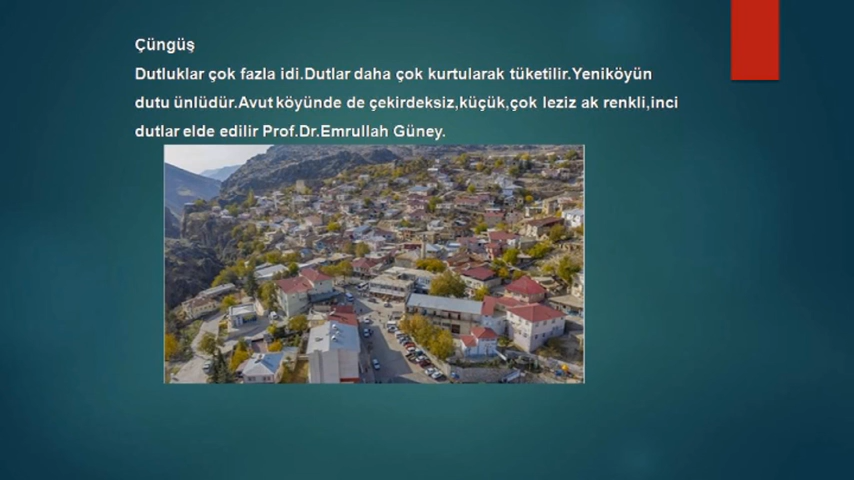 Çüngüş
Dutluklar çok fazla idi.Dutlar daha çok kurtularak tüketilir.Yeniköyün
dutu ünlüdür.Avut köyünde de çekirdeksiz,küçük,çok leziz ak renkli,inci
dutlar elde edilir Prof.Dr.Emrullah Güney.